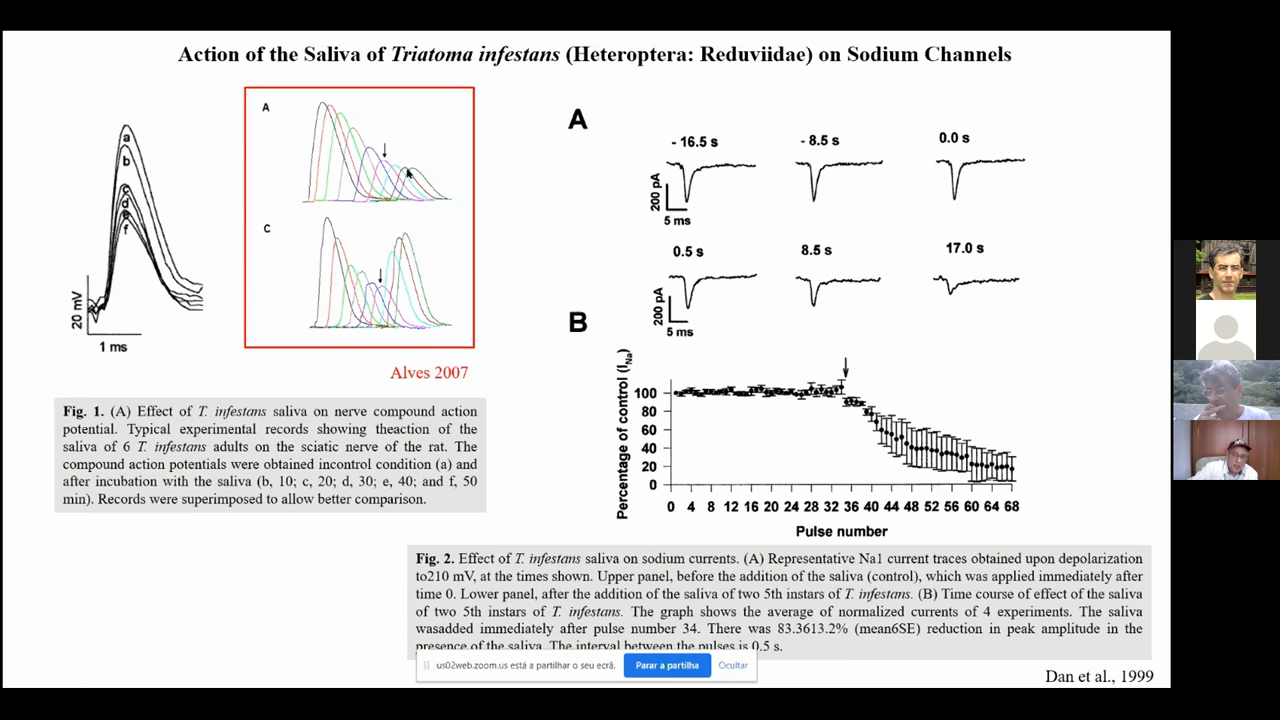 Action of the Saliva of Triatoma infestans (Heteroptera: Reduviidae) on Sodium Channels
a
b
c
d
e
f
20 mV
1 ms
A
C
Alves 2007
Fig. 1. (A) Effect of T. infestans saliva on nerve compound action
potential. Typical experimental records showing theaction of the
saliva of 6 T. infestans adults on the sciatic nerve of the rat. The
compound action potentials were obtained incontrol condition (a) and
after incubation with the saliva (b, 10; c, 20; d, 30; e, 40; and f, 50
min). Records were superimposed to allow better comparison.
A
- 16.5 s
- 8.5 s
0.0 s
200 pA
5 ms
0.5 s
8.5 s
17.0 s
200 pA
5 ms
B
Percentage of control (INa)
100
80
60
40
20
0
0 4 8 12 16 20 24 28 32 36 40 44 48 52 56 60 64 68
Pulse number
Fig. 2. Effect of T. infestans saliva on sodium currents. (A) Representative Na1 current traces obtained upon depolarization
to210 mV, at the times shown. Upper panel, before the addition of the saliva (control), which was applied immediately after
time 0. Lower panel, after the addition of the saliva of two 5th instars of T. infestans. (B) Time course of effect of the saliva
of two 5th instars of T. infestans. The graph shows the average of normalized currents of 4 experiments. The saliva
wasadded immediately after pulse number 34. There was 83.3613.2% (mean6SE) reduction in peak amplitude in the
presence of the saliva. The interval between the pulses is 0.5 s.
us02web.zoom.us está a partilhar o seu ecrã.
Parar a partilha
Ocultar
Dan et al., 1999